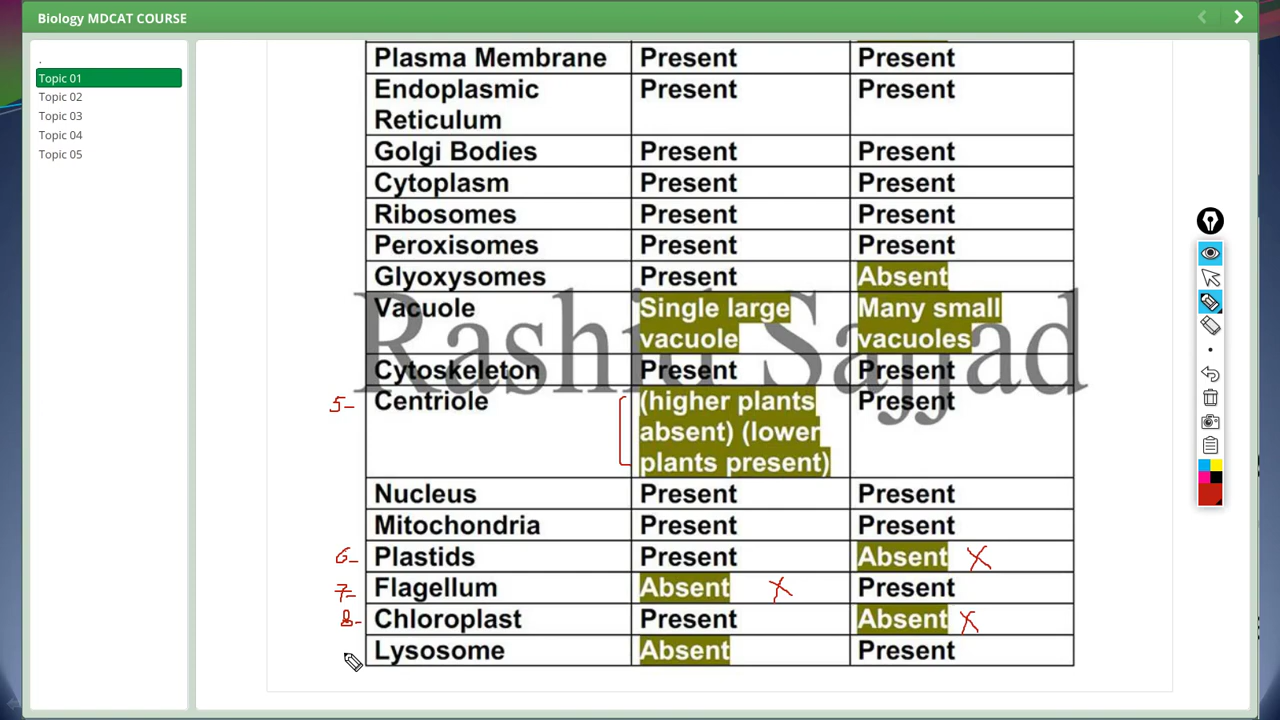 Biology MDCAT COURSE
.
Topic 01
Topic 02
Topic 03
Topic 04
Topic 05
Plasma Membrane Present Present
Endoplasmic Present Present
Reticulum
Golgi Bodies Present Present
Cytoplasm Present Present
Ribosomes Present Present
Peroxisomes Present Present
Glyoxysomes Present Absent
Vacuole Single large Many small
vacuole vacuoles
Rashid Sajjad
Cytoskeleton Present Present
5- Centriole (higher plants Present
absent) (lower
plants present)
Nucleus Present Present
Mitochondria Present Present
6- Plastids Present Absent X
7- Flagellum Absent X Present
8- Chloroplast Present Absent X
Lysosome Absent Present